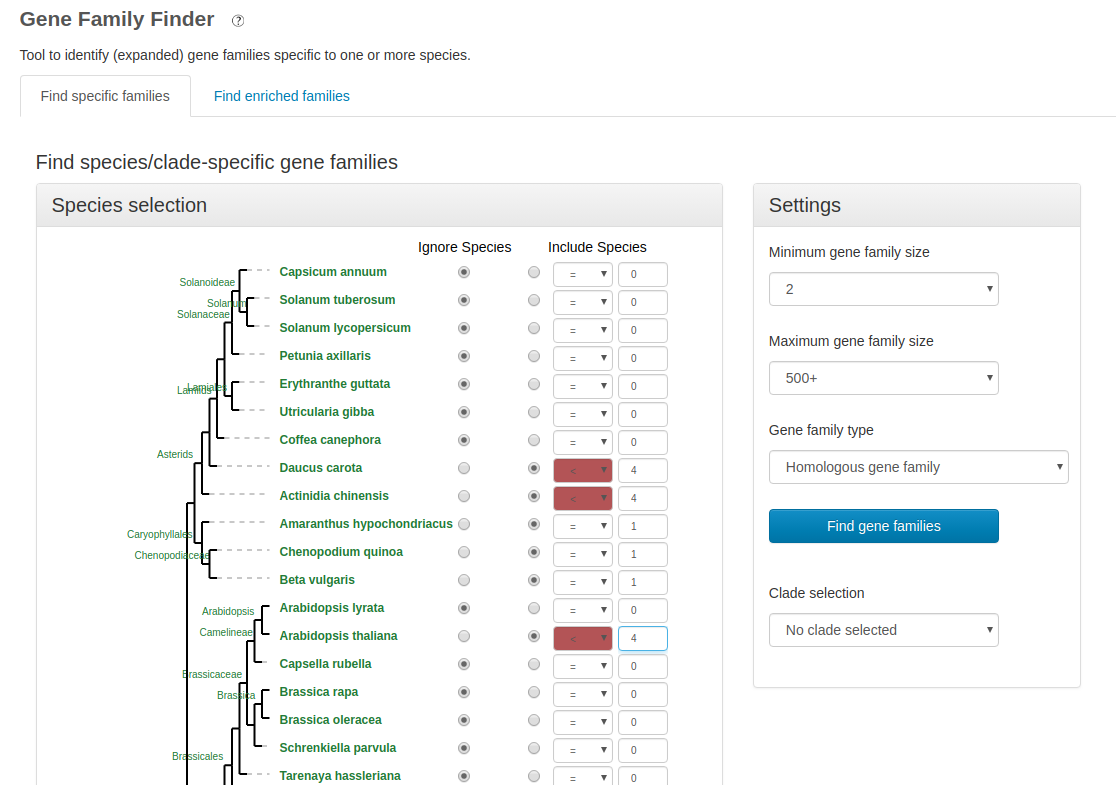 Gene Family Finder ?
Tool to identify (expanded) gene families specific to one or more species.
Find specific families
Find enriched families
Find species/clade-specific gene families
Species selection
Ignore Species Include Species
Solanoideae Capsicum annuum = 0
Solanum Solanum tuberosum = 0
Solanaceae Solanum lycopersicum = 0
Petunia axillaris = 0
Lamiales Erythranthe guttata = 0
Lamiids Utricularia gibba = 0
Coffea canephora = 0
Asterids Daucus carota < 4
Actinidia chinensis < 4
Amaranthus hypochondriacus = 1
Caryophyllales Chenopodium quinoa = 1
Chenopodiaceae Beta vulgaris = 1
Arabidopsis Arabidopsis lyrata = 0
Camelineae Arabidopsis thaliana < 4
Brassicaceae Capsella rubella = 0
Brassica Brassica rapa = 0
Brassica oleracea = 0
Brassicales Schrenkiella parvula = 0
Tarenaya hassleriana = 0
Settings
Minimum gene family size
2
Maximum gene family size
500+
Gene family type
Homologous gene family
Find gene families
Clade selection
No clade selected